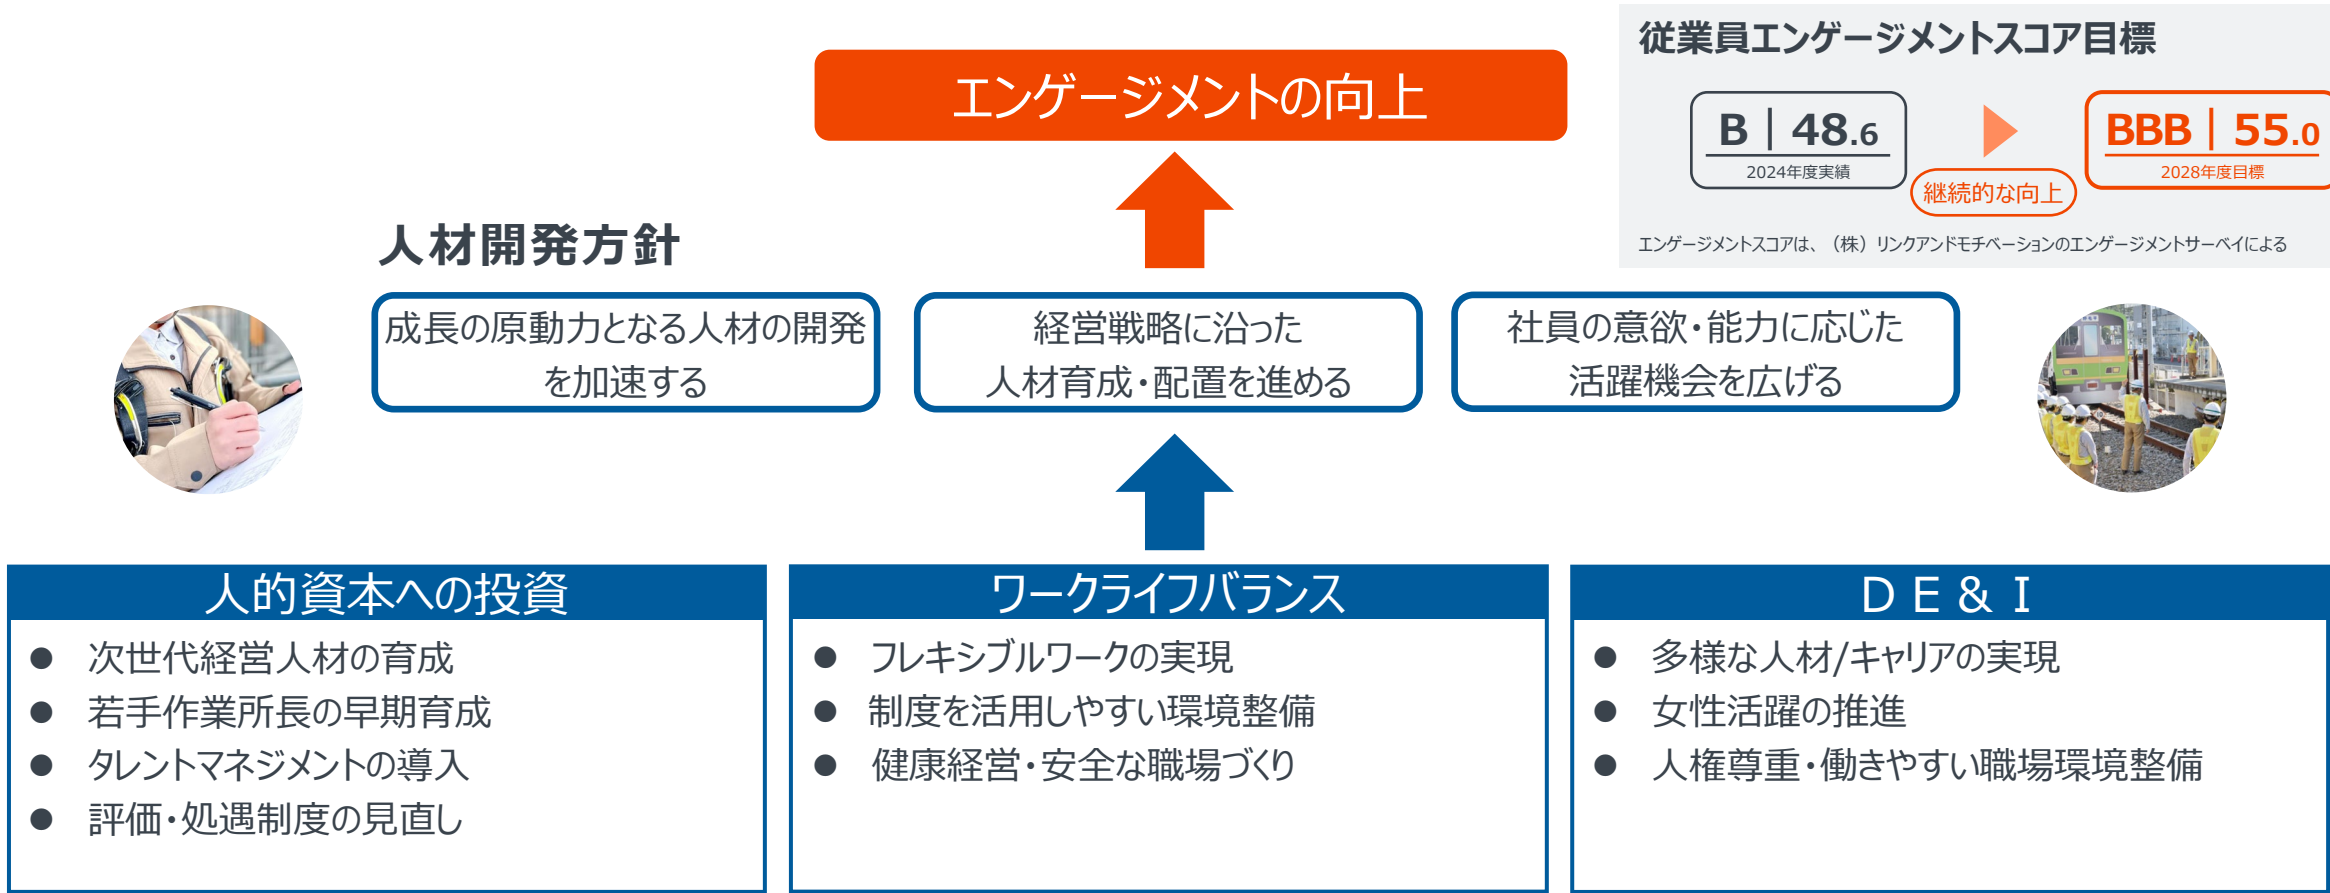 従業員エンゲージメントスコア目標
エンゲージメントの向上
B | 48.6
2024年度実績
継続的な向上
BBB | 55.0
2028年度目標
エンゲージメントスコアは、（株）リンクアンドモチベーションのエンゲージメントサーベイによる
人材開発方針
成長の原動力となる人材の開発
を加速する
経営戦略に沿った
人材育成・配置を進める
社員の意欲・能力に応じた
活躍機会を広げる
人的資本への投資
● 次世代経営人材の育成
● 若手作業所長の早期育成
● タレントマネジメントの導入
● 評価・処遇制度の見直し
ワークライフバランス
● フレキシブルワークの実現
● 制度を活用しやすい環境整備
● 健康経営・安全な職場づくり
ＤＥ＆Ｉ
● 多様な人材/キャリアの実現
● 女性活躍の推進
● 人権尊重・働きやすい職場環境整備